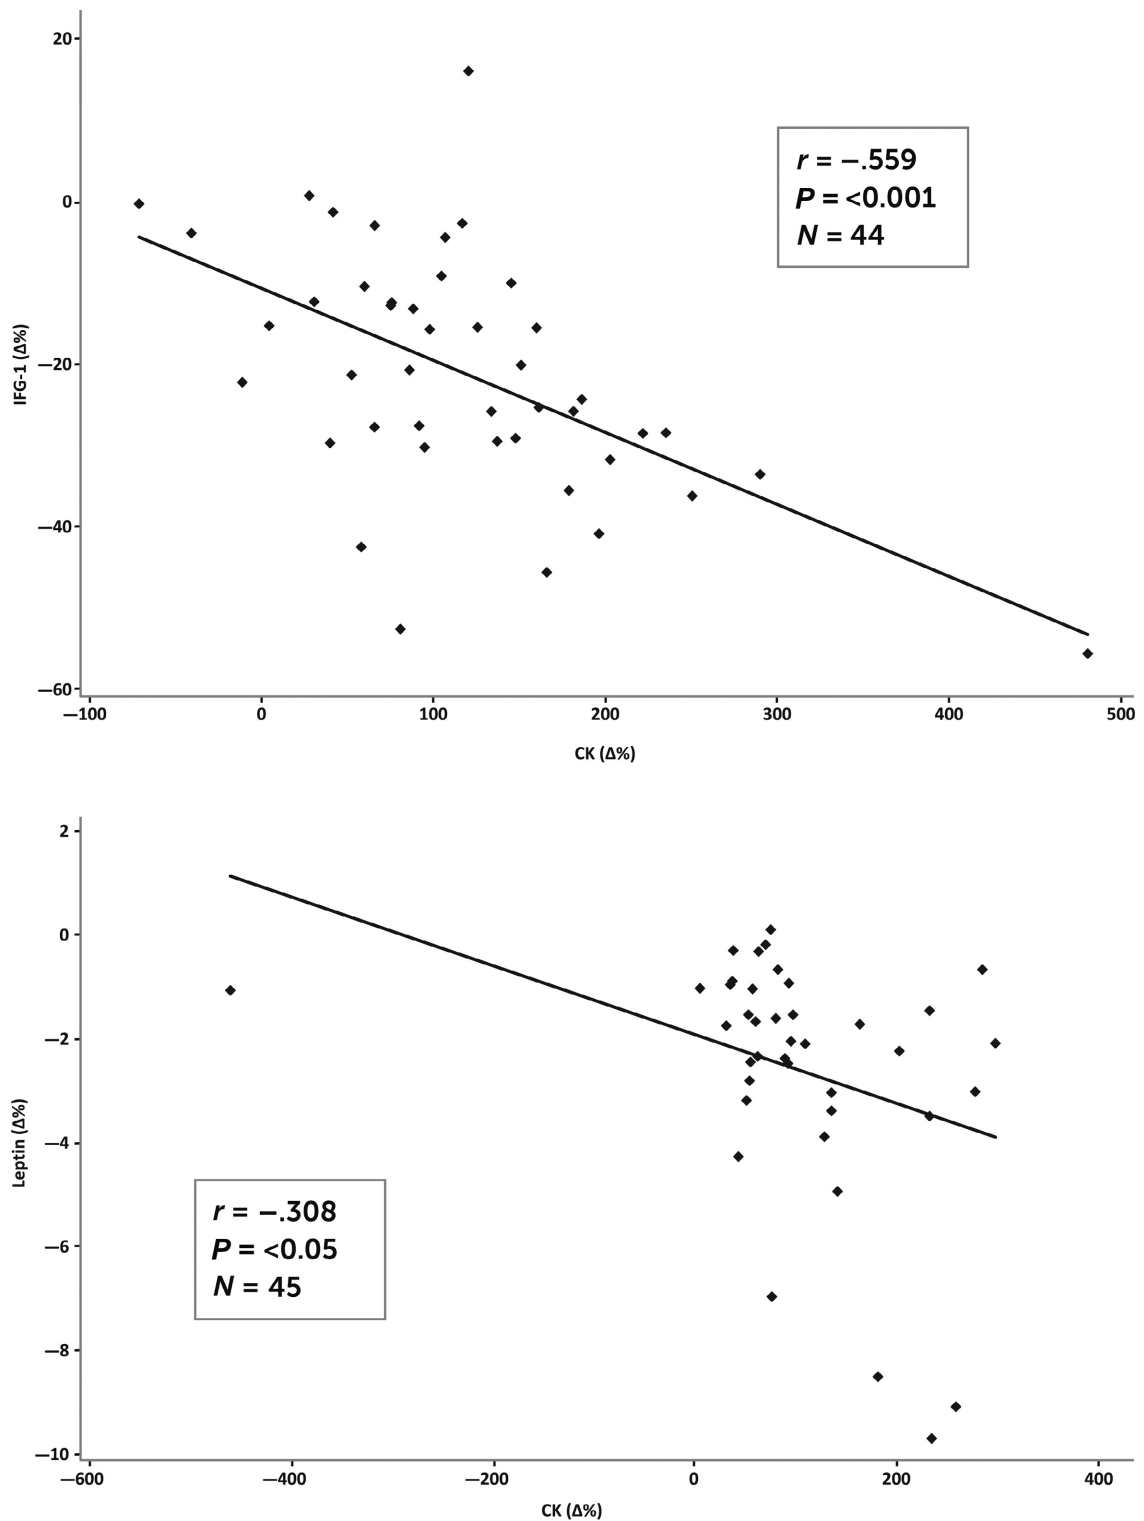 20
0
—20
—40
—60
IFG-1 (Δ%)
r = –.559
P = <0.001
N = 44
—100 0 100 200 300 400 500
CK (Δ%)
2
0
—2
—4
—6
—8
—10
Leptin (Δ%)
r = –.308
P = <0.05
N = 45
—600 —400 —200 0 200 400
CK (Δ%)